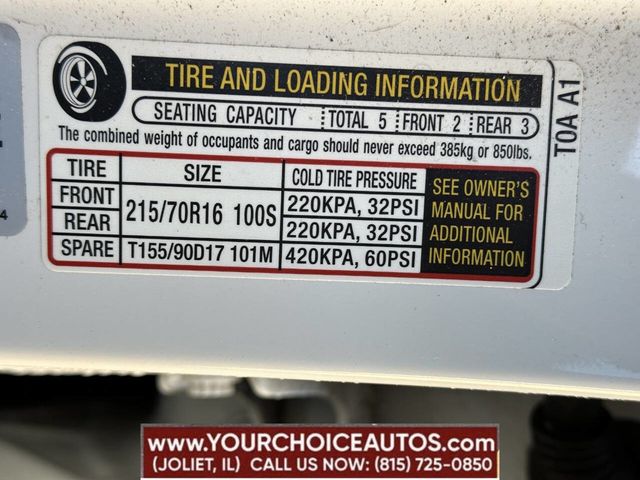 TIRE AND LOADING INFORMATION
SEATING CAPACITY TOTAL 5 FRONT 2 REAR 3
The combined weight of occupants and cargo should never exceed 385kg or 850lbs.
TIRE SIZE COLD TIRE PRESSURE
FRONT 215/70R16 100S 220KPA, 32PSI
REAR 220KPA, 32PSI
SPARE T155/90D17 101M 420KPA, 60PSI
SEE OWNER'S
MANUAL FOR
ADDITIONAL
INFORMATION
T0A A1
4
WWW.YOURCHOICEAUTOS.COM
(JOLIET, IL) CALL US NOW: (815) 725-0850